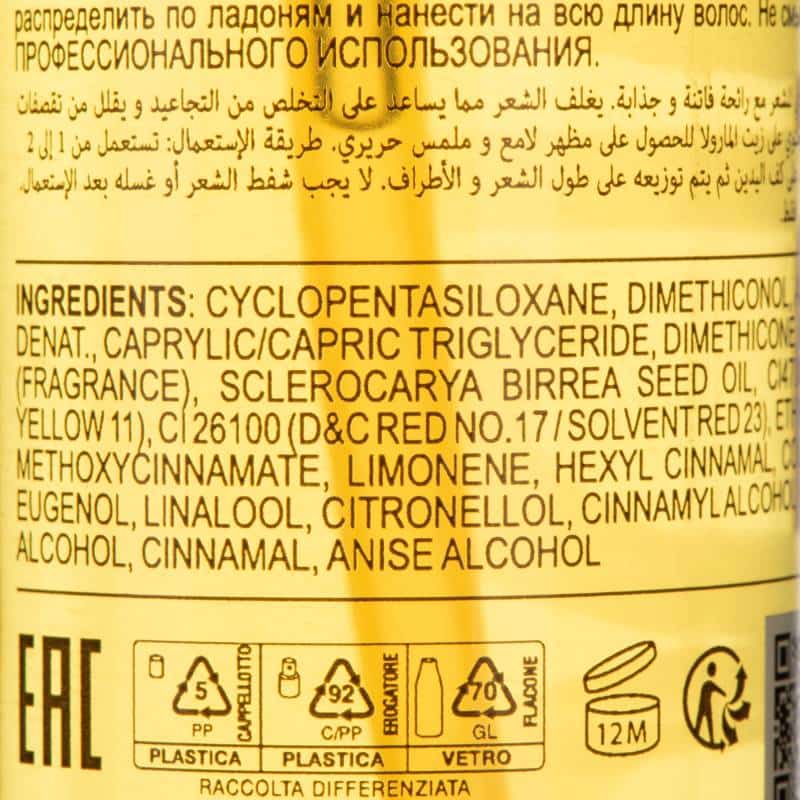 распределить по ладоням и нанести на всю длину волос. Не
ПРОФЕССИОНАЛЬНОГО ИСПОЛЬЗОВАНИЯ.
الشعر مع رائحة فاتنة و جذابة. يغلف الشعر مما يساعد على التخلص من التجاعيد و يقلل من تقصفات
على زيت المارولا للحصول على مظهر لامع و ملمس حريري. طريقة الإستعمال: تستعمل من 1 إلى 2
كف اليدين ثم يتم توزيعه على طول الشعر و الأطراف. لا يجب شفط الشعر أو غسله بعد الإستعمال.
فقط.
INGREDIENTS: CYCLOPENTASILOXANE, DIMETHICONOL,
DENAT., CAPRYLIC/CAPRIC TRIGLYCERIDE, DIMETHICONE
(FRAGRANCE), SCLEROCARYA BIRREA SEED OIL,
YELLOW 11), CI 26100 (D&C RED NO.17 / SOLVENT RED 23),
METHOXYCINNAMATE, LIMONENE, HEXYL CINNAMAL,
EUGENOL, LINALOOL, CITRONELLOL, CINNAMYL ALCOHOL,
ALCOHOL, CINNAMAL, ANISE ALCOHOL
EAC
5
PP
CAPPELLOTTO
PLASTICA
92
C/PP
EROGATORE
PLASTICA
70
GL
FLACONE
VETRO
12M
RACCOLTA DIFFERENZIATA